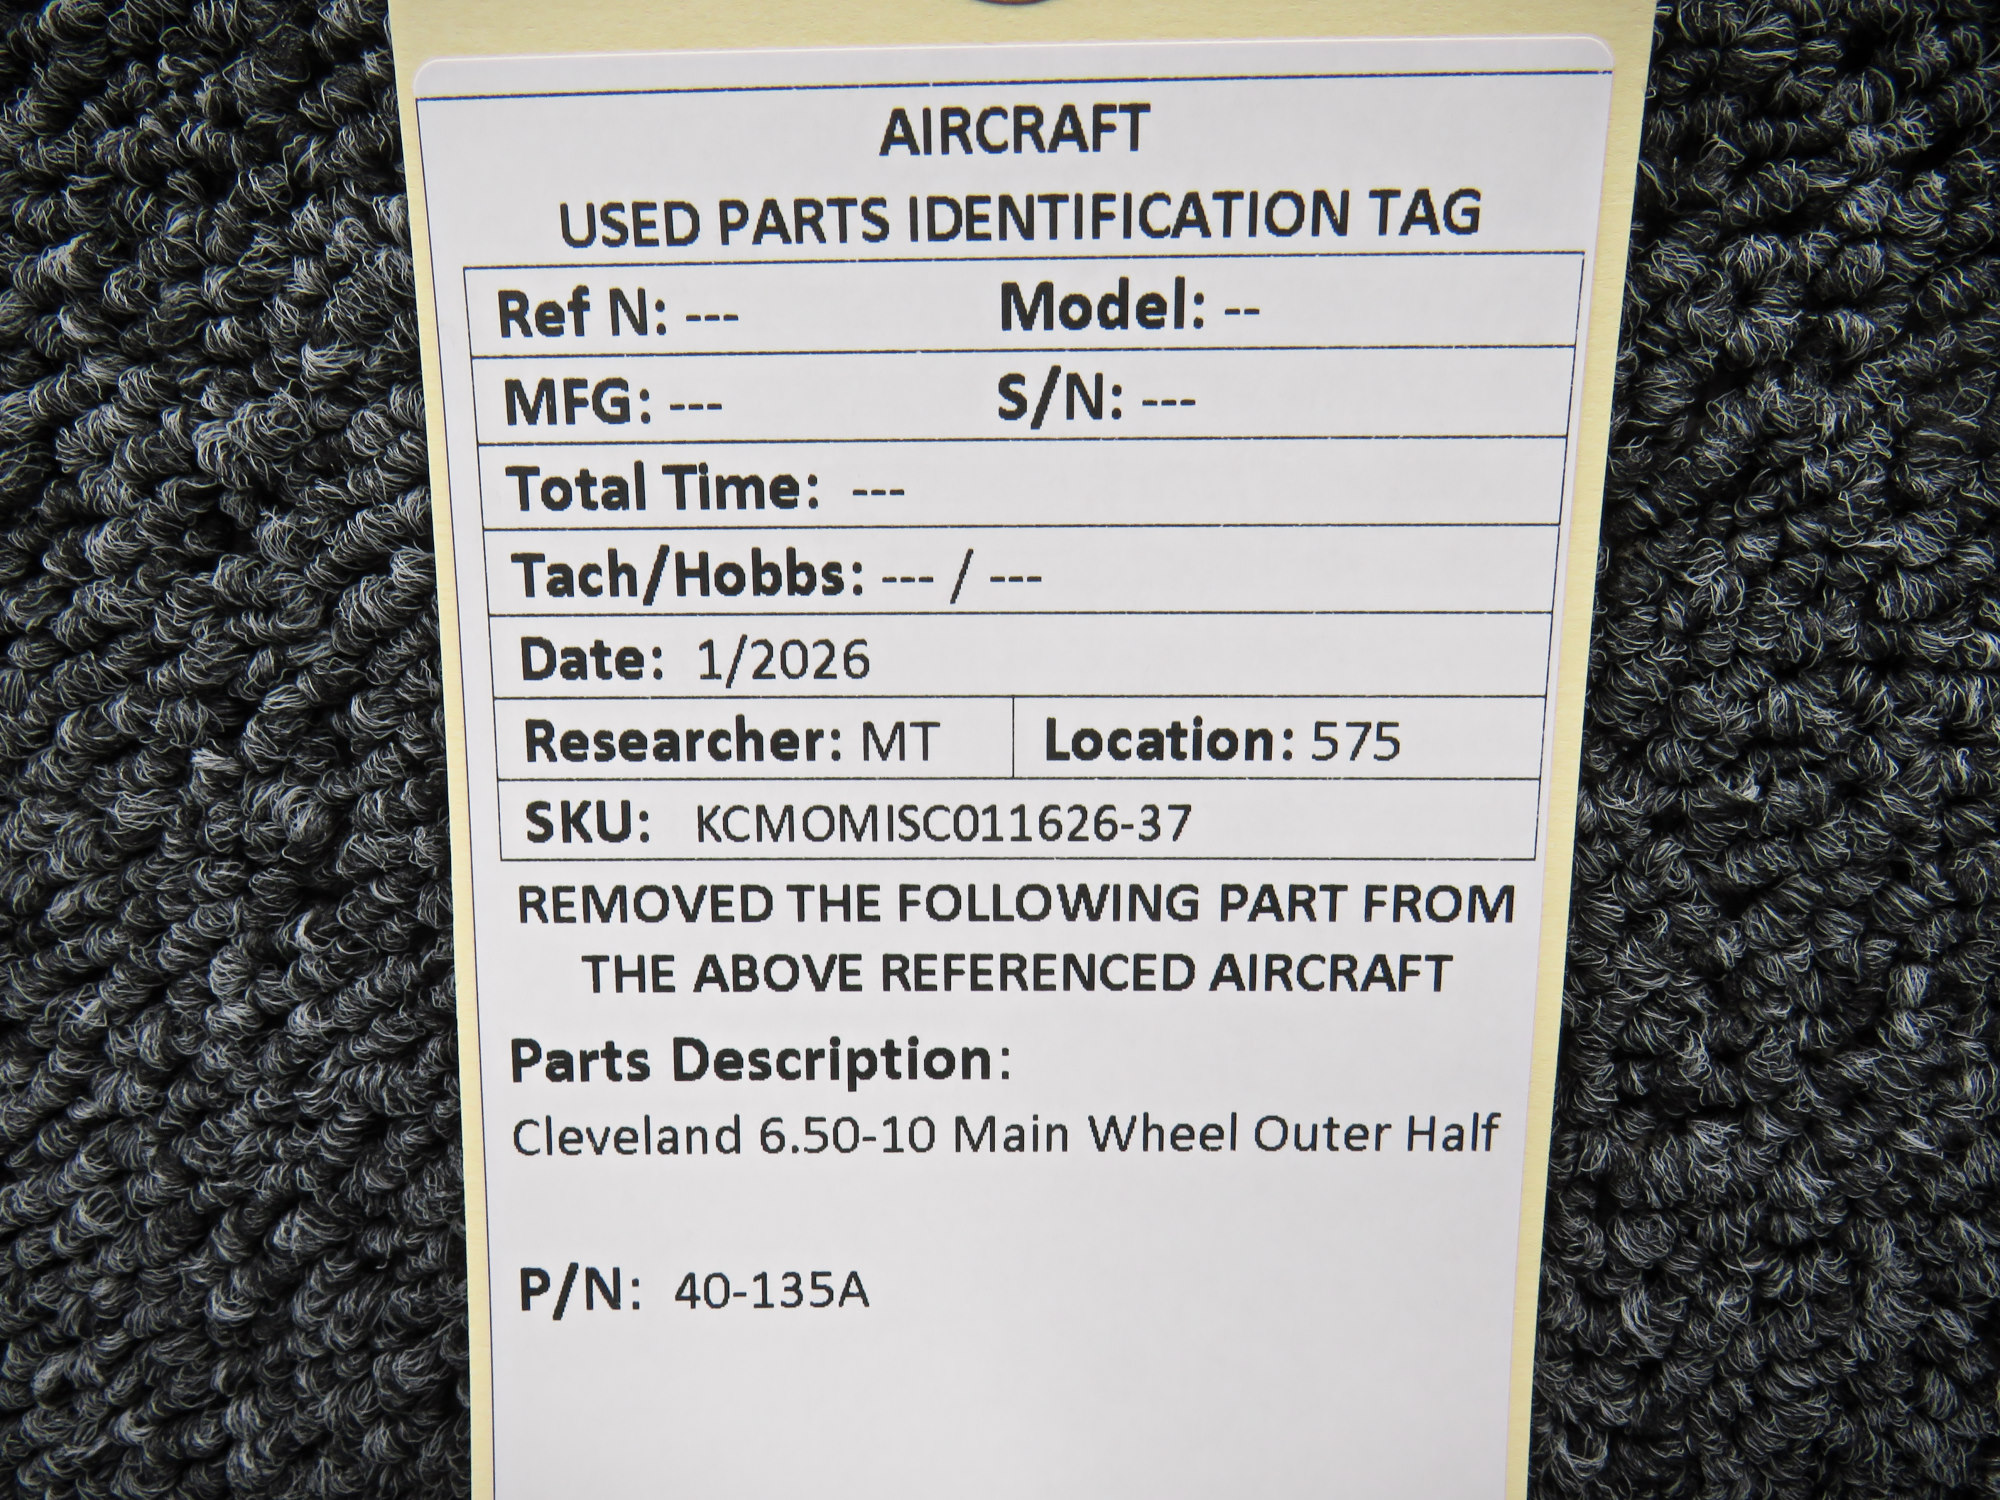 AIRCRAFT
USED PARTS IDENTIFICATION TAG
Ref N: --- Model: --
MFG: --- S/N: ---
Total Time: ---
Tach/Hobbs: --- / ---
Date: 1/2026
Researcher: MT Location: 575
SKU: KCMOMISC011626-37
REMOVED THE FOLLOWING PART FROM
THE ABOVE REFERENCED AIRCRAFT
Parts Description:
Cleveland 6.50-10 Main Wheel Outer Half
P/N: 40-135A